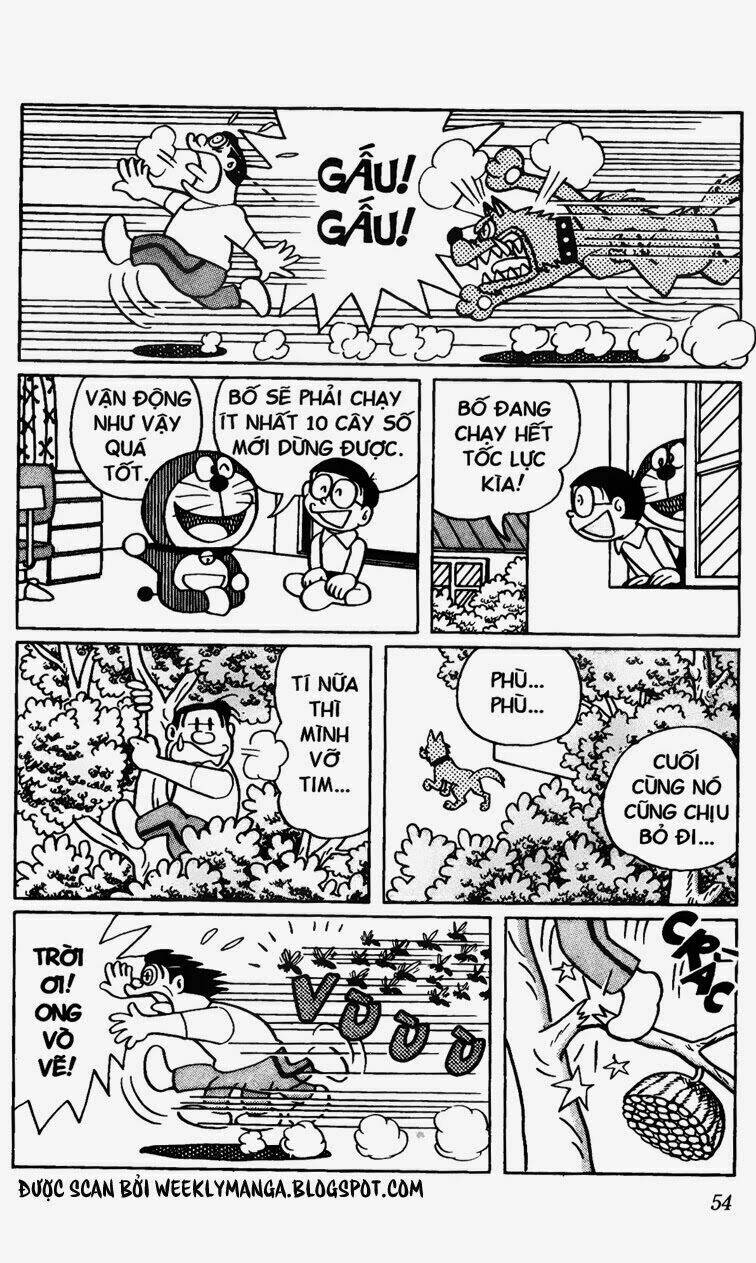 GẤU!
GẤU!
BỐ ĐANG
CHẠY HẾT
TỐC LỰC
KÌA!
BỐ SẼ PHẢI CHẠY
ÍT NHẤT 10 CÂY SỐ
MỚI DỪNG ĐƯỢC.
VẬN ĐỘNG
NHƯ VẬY
QUÁ
TỐT.
PHÙ...
PHÙ...
CUỐI
CÙNG NÓ
CŨNG CHỊU
BỎ ĐI...
TÍ NỮA
THÌ
MÌNH
VỠ
TIM...
CRẮC
VÙ Ù Ù
TRỜI
ƠI!
ONG
VÒ
VẼ!
ĐƯỢC SCAN BỞI WEEKLYMANGA.BLOGSPOT.COM
54